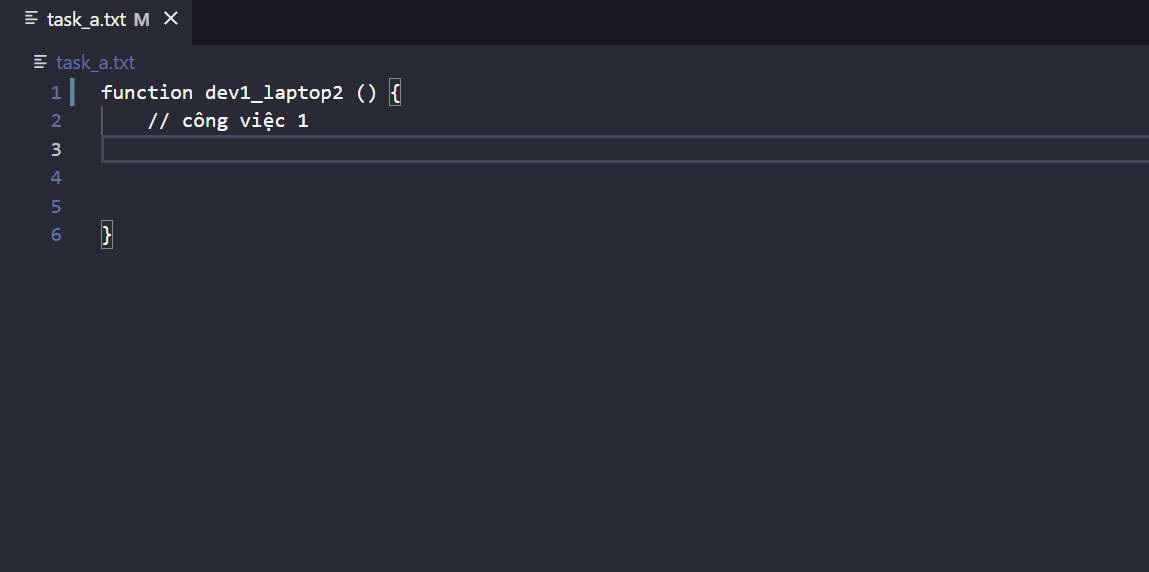 task_a.txt M
task_a.txt
1 function dev1_laptop2 () {
2 // công việc 1
3
4
5
6 }